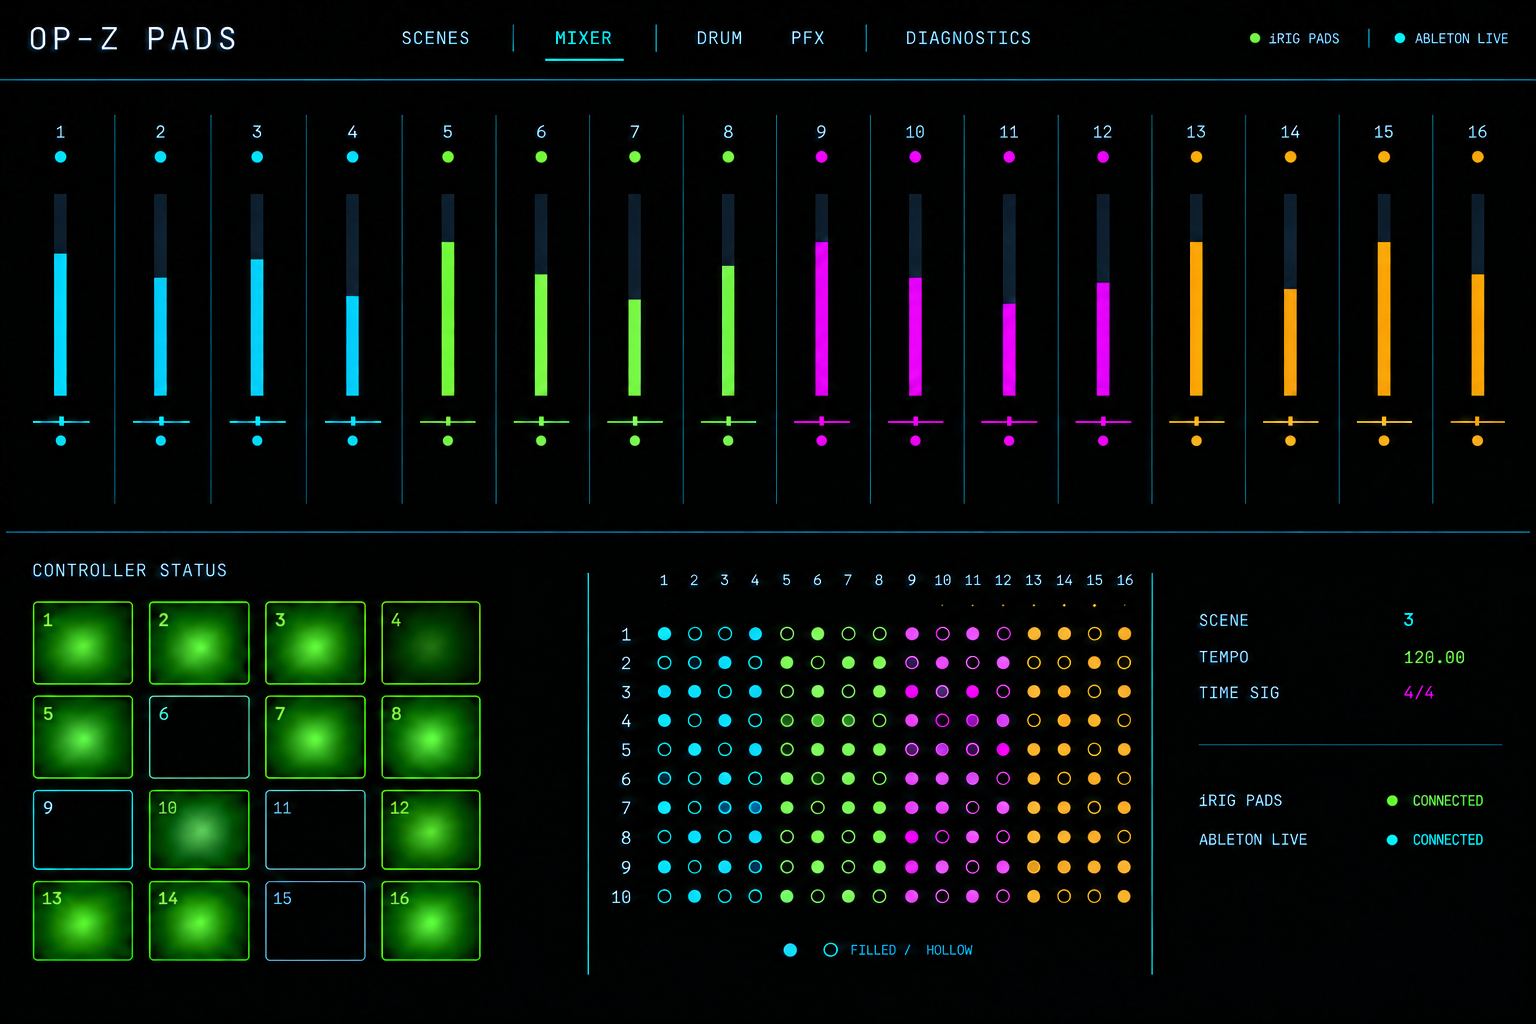 OP-Z PADS SCENES MIXER DRUM PFX DIAGNOSTICS iRIG PADS ABLETON LIVE
1 2 3 4 5 6 7 8 9 10 11 12 13 14 15 16
CONTROLLER STATUS
1 2 3 4
5 6 7 8
9 10 11 12
13 14 15 16
1 2 3 4 5 6 7 8 9 10 11 12 13 14 15 16
1
2
3
4
5
6
7
8
9
10
FILLED / HOLLOW
SCENE 3
TEMPO 120.00
TIME SIG 4/4
iRIG PADS CONNECTED
ABLETON LIVE CONNECTED